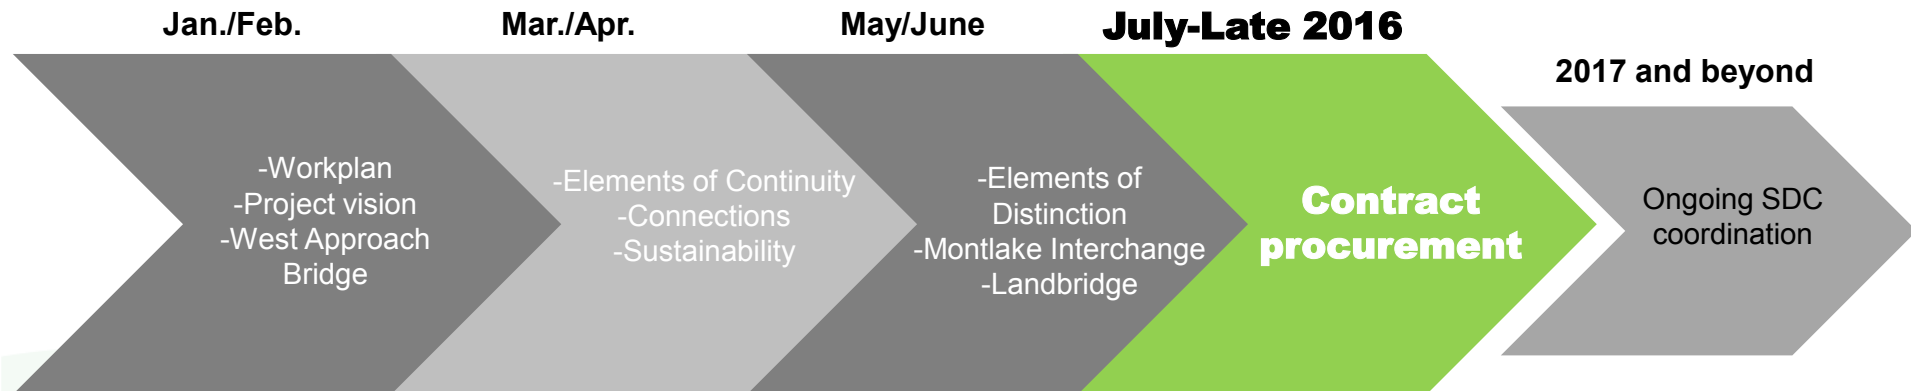 Jan./Feb.
Mar./Apr.
May/June
July-Late 2016
2017 and beyond
-Workplan
-Project vision
-West Approach
Bridge
-Elements of Continuity
-Connections
-Sustainability
-Elements of
Distinction
-Montlake Interchange
-Landbridge
Contract
procurement
Ongoing SDC
coordination